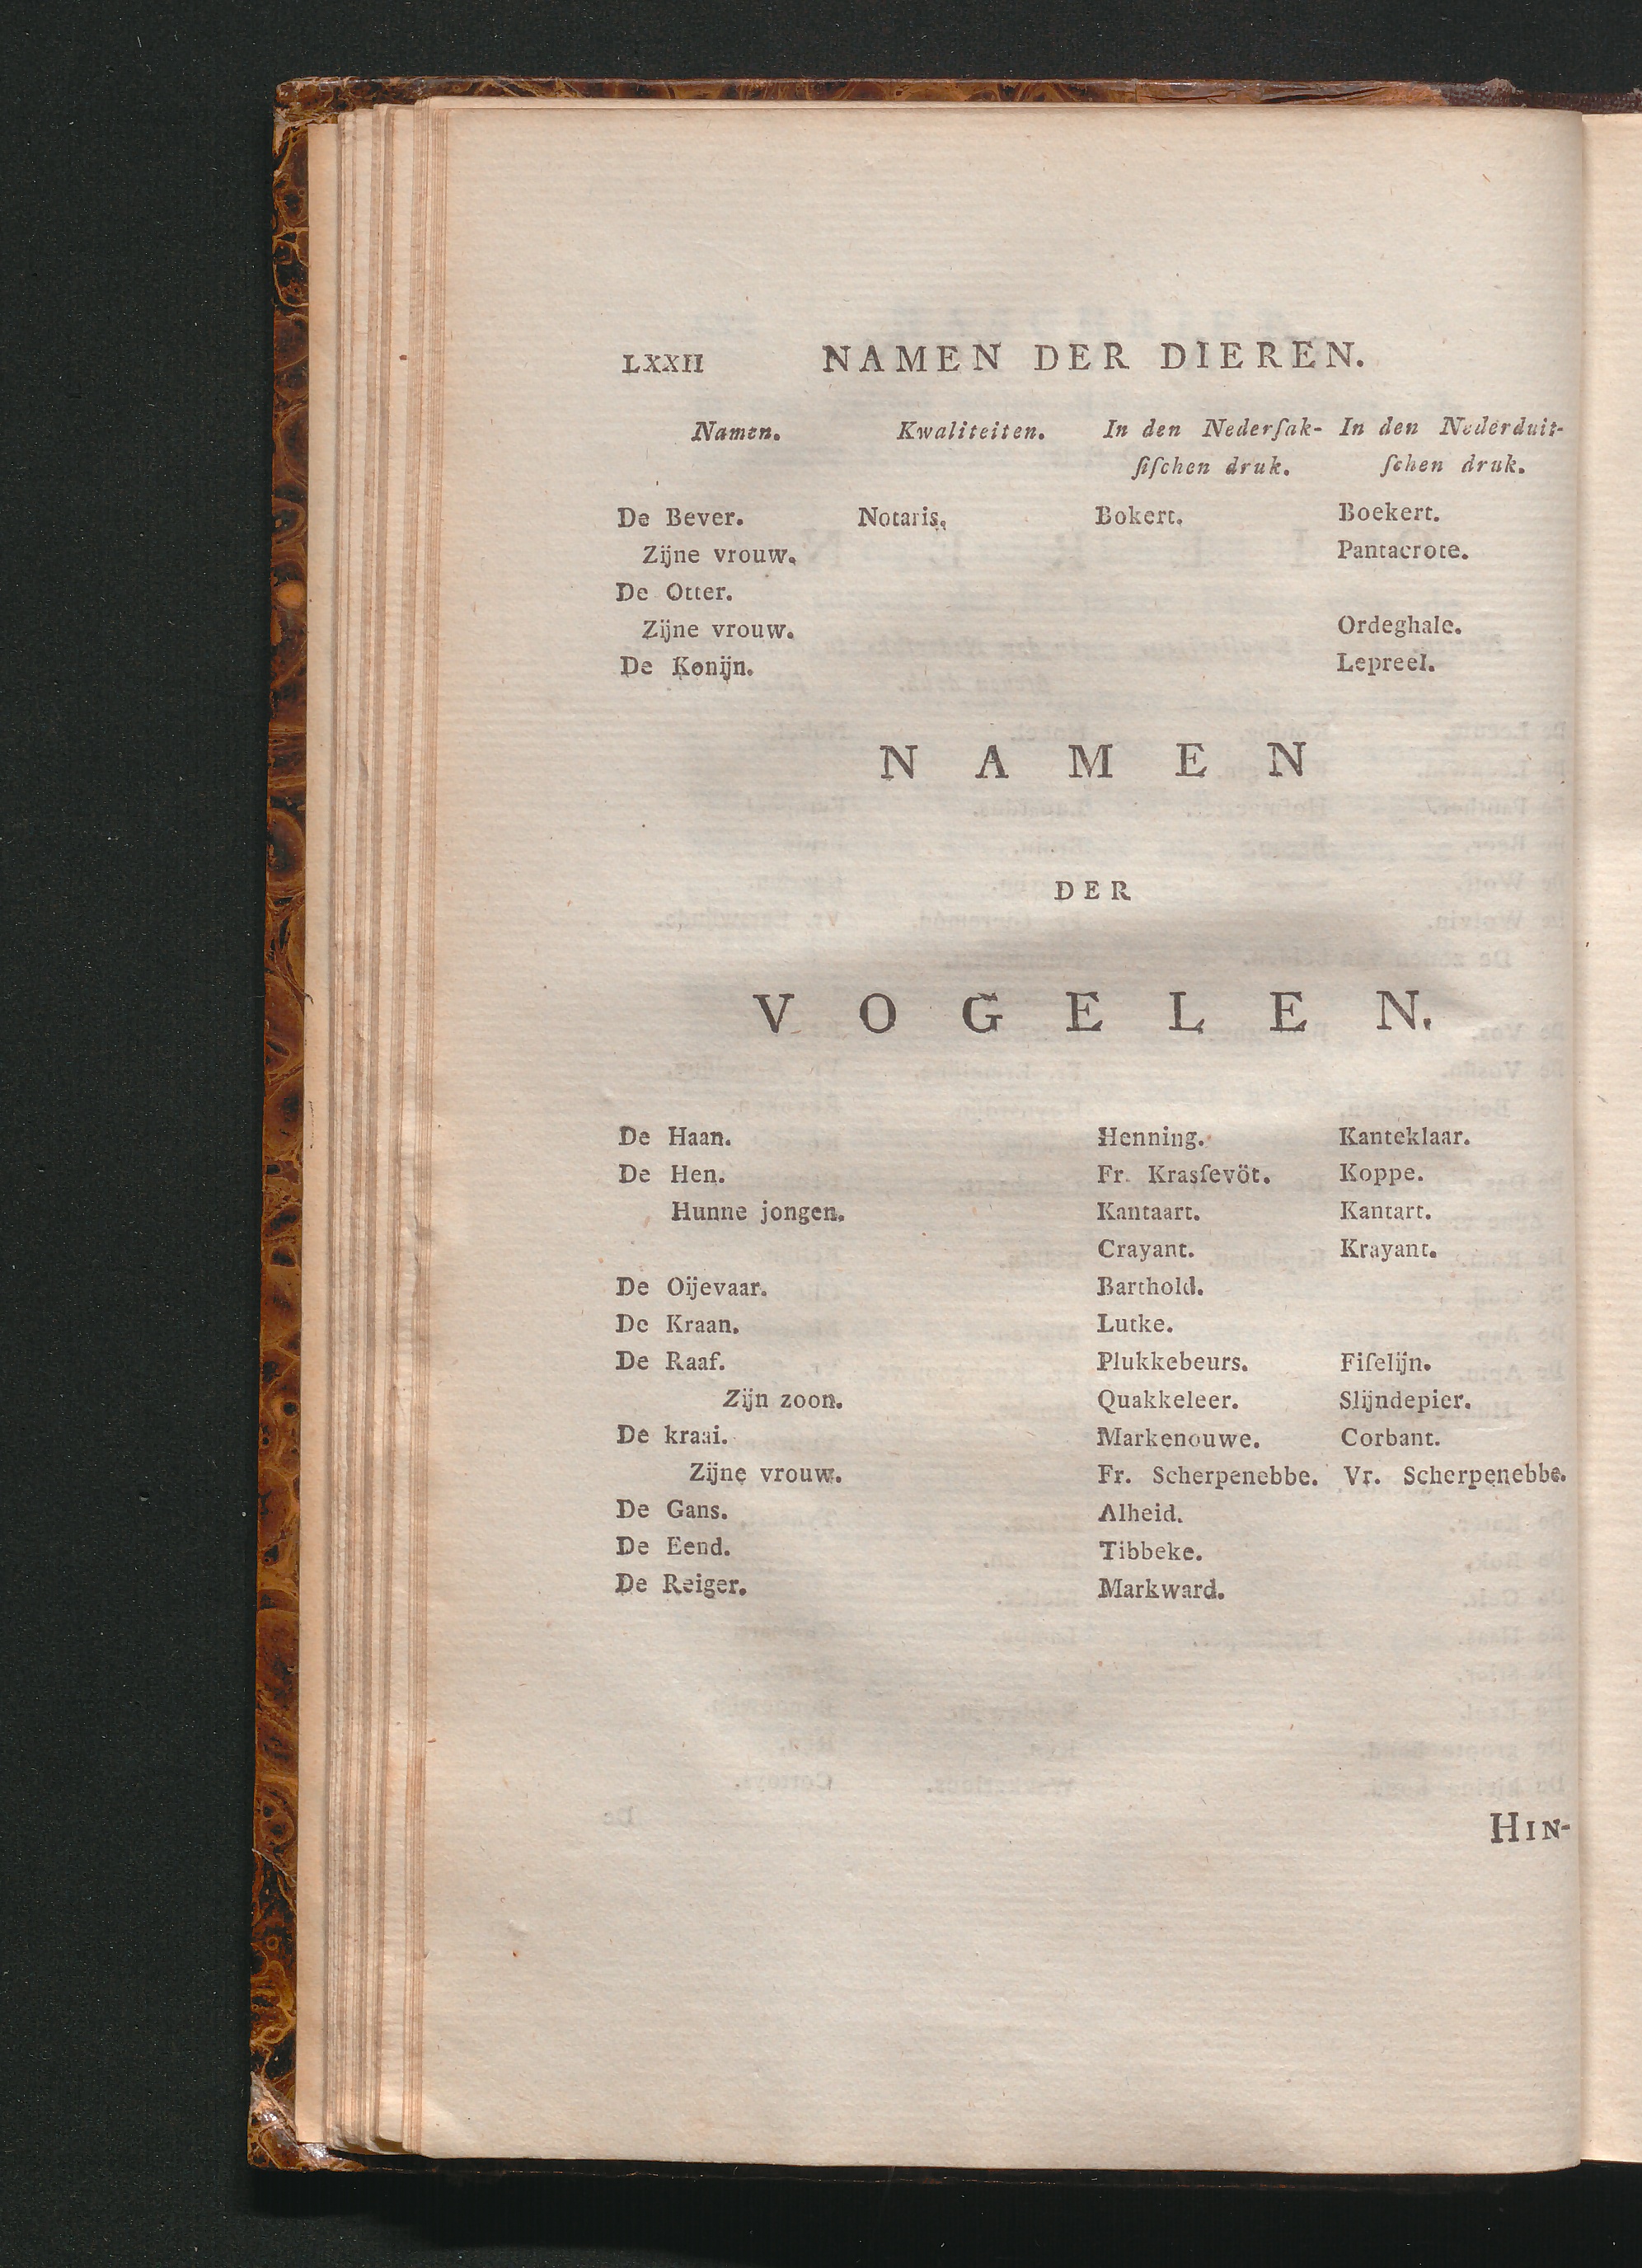 LXXII NAMEN DER DIEREN.
Namen. Kwaliteiten. In den Nederſak- In den Nederduit-
ſiſchen druk. ſchen druk.
De Bever. Notaris. Bokert. Boekert.
Zijne vrouw. Pantacrote.
De Otter.
Zijne vrouw. Ordeghale.
De Konijn. Lepreel.
NAMEN
DER
VOGELEN.
De Haan. Henning. Kanteklaar.
De Hen. Fr. Krasſevöt. Koppe.
Hunne jongen. Kantaart. Kantart.
Crayant. Krayant.
De Oijevaar. Barthold.
De Kraan. Lutke.
De Raaf. Plukkebeurs. Fiſelijn.
Zijn zoon. Quakkeleer. Slijndepier.
De kraai. Markenouwe. Corbant.
Zijne vrouw. Fr. Scherpenebbe. Vr. Scherpenebbe.
De Gans. Alheid.
De Eend. Tibbeke.
De Reiger. Markward.
HIN-